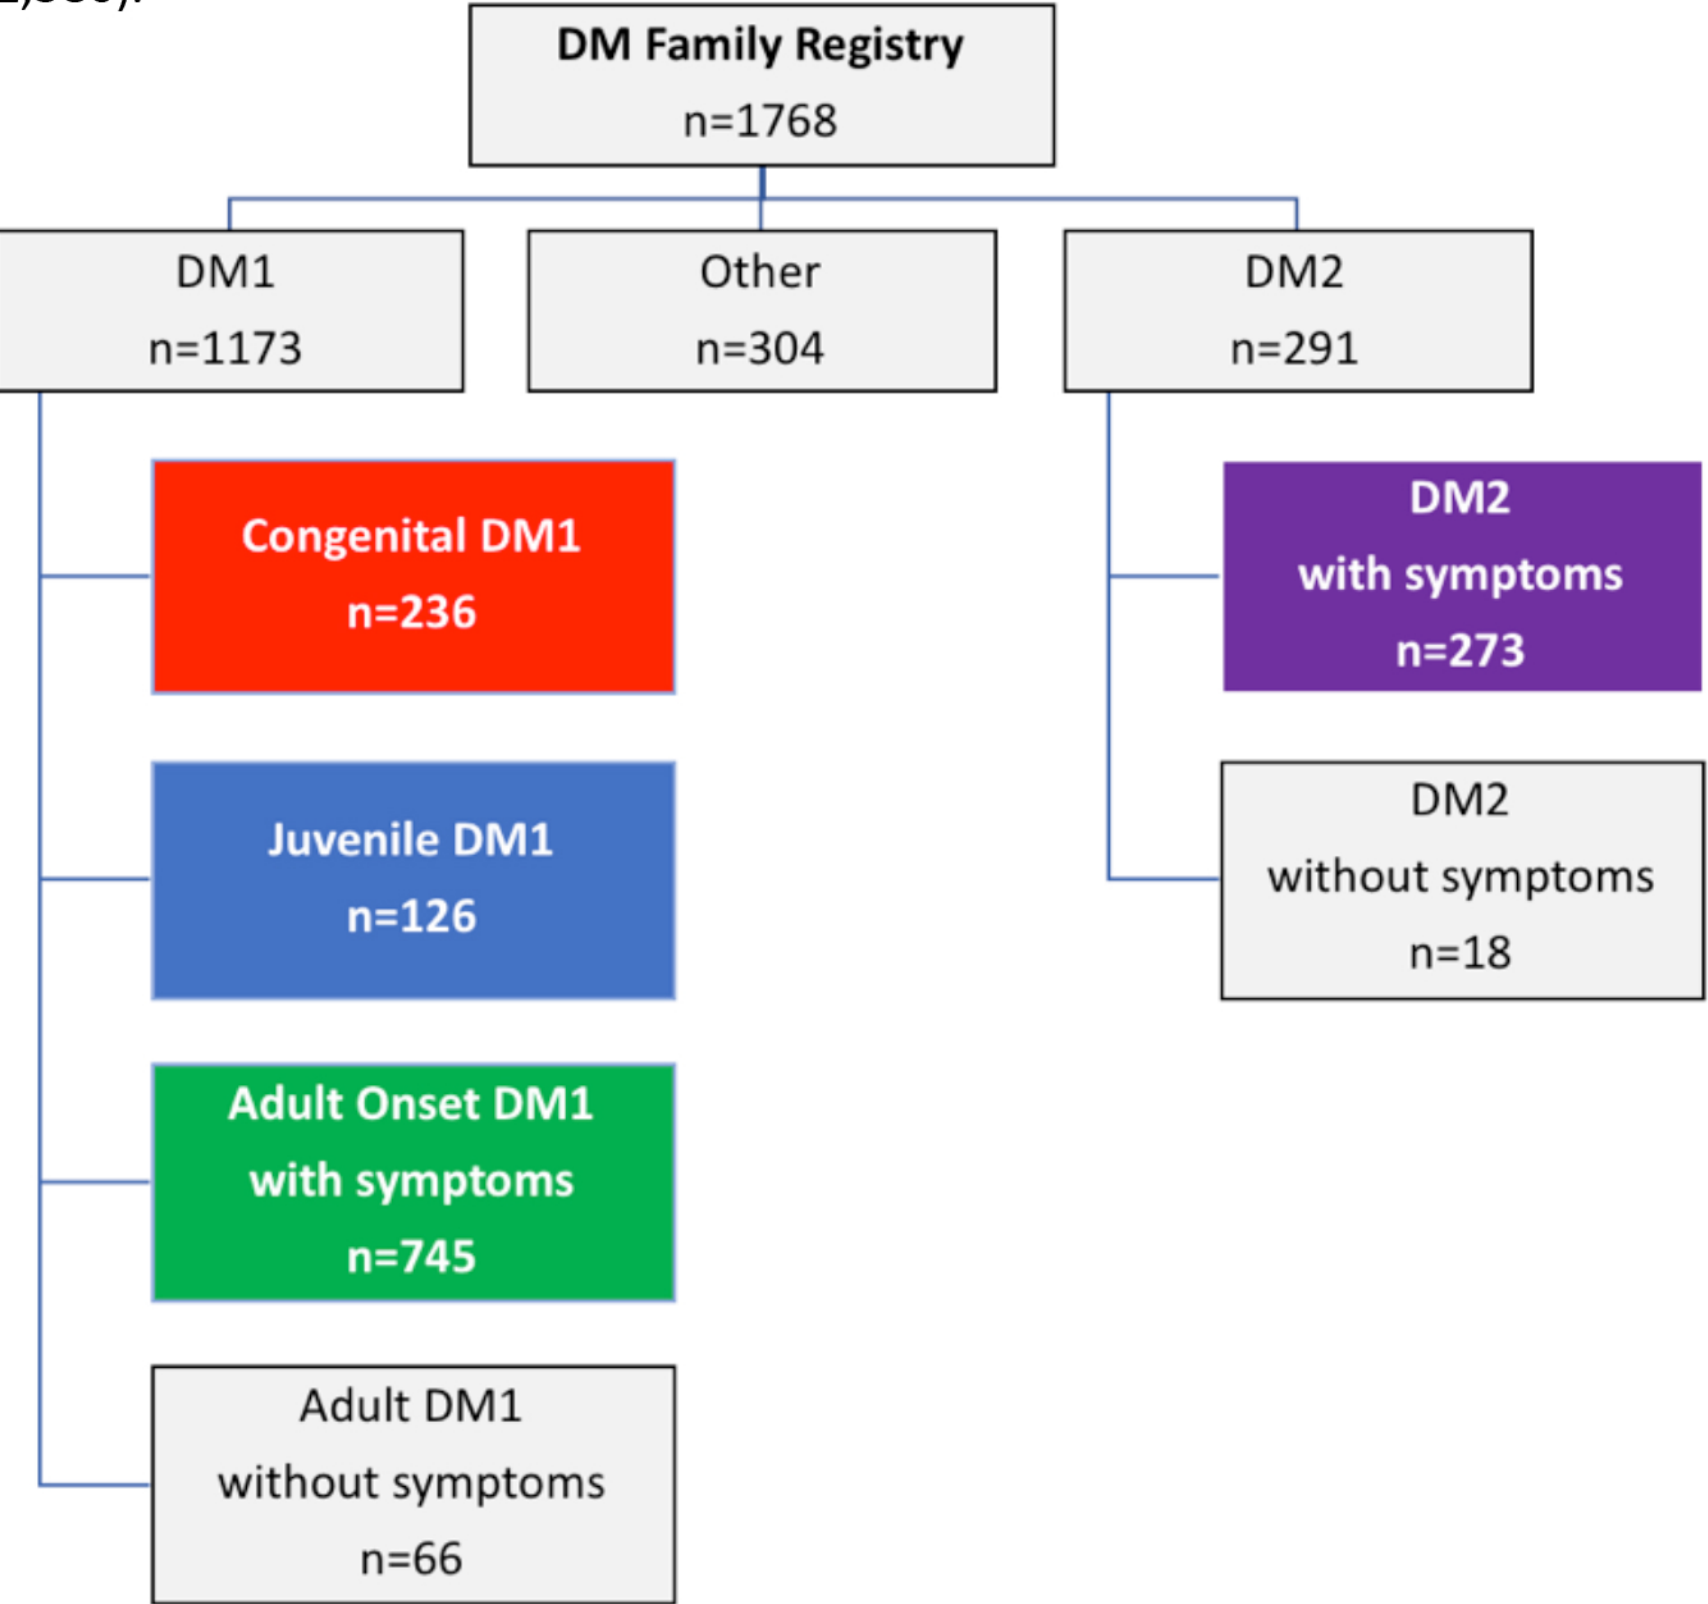 DM Family Registry
n=1768
DM1
n=1173
Other
n=304
DM2
n=291
Congenital DM1
n=236
Juvenile DM1
n=126
Adult Onset DM1
with symptoms
n=745
Adult DM1
without symptoms
n=66
DM2
with symptoms
n=273
DM2
without symptoms
n=18